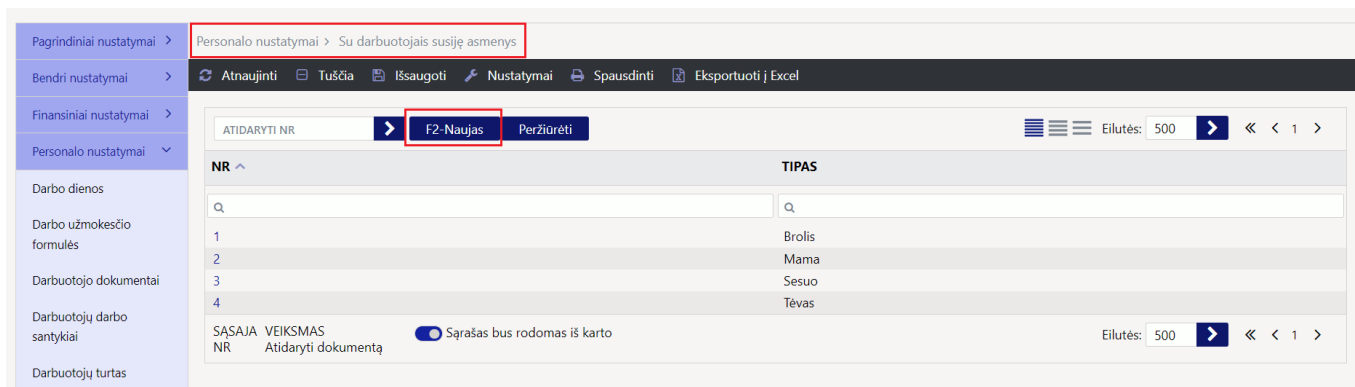 Pagrindiniai nustatymai
Bendri nustatymai
Finansiniai nustatymai
Personalo nustatymai
Darbo dienos
Darbo užmokesčio
formulės
Darbuotojo dokumentai
Darbuotojų darbo
santykiai
Darbuotojų turtas
Personalo nustatymai > Su darbuotojais susiję asmenys
Atnaujinti Tuščia Išsaugoti Nustatymai Spausdinti Eksportuoti į Excel
ATIDARYTI NR F2-Naujas Peržiūrėti Eilutės: 500 1
NR TIPAS
1 Brolis
2 Mama
3 Sesuo
4 Tėvas
SĄSAJA VEIKSMAS Sąrašas bus rodomas iš karto Eilutės: 500 1
NR Atidaryti dokumentą